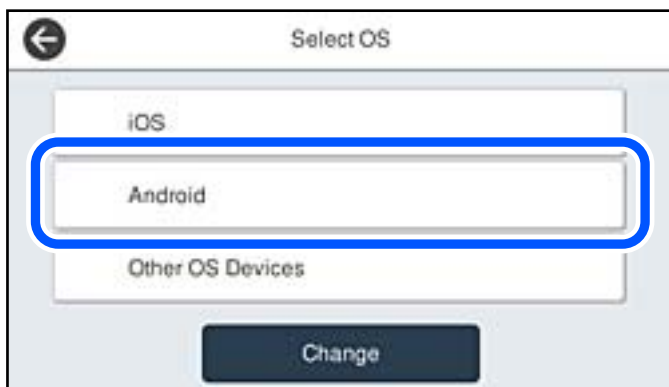 Select OS
iOS
Android
Other OS Devices
Change